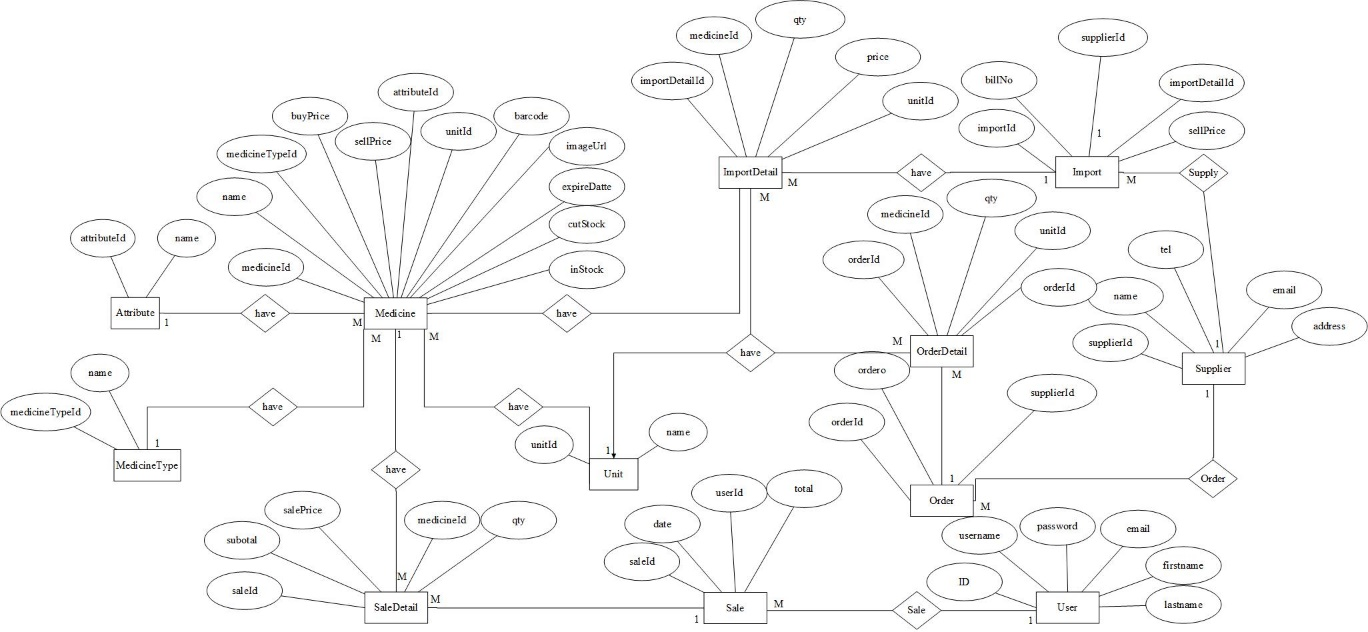 qty
medicineId
supplierId
price
importDetailId
billNo
importDetailId
attributeId
unitId
buyPrice
barcode
importId
sellPrice
unitId
sellPrice
1
imageUrl
medicineTypeId
ImportDetail
have
Import
Supply
M
1
M
expireDatte
name
M
qty
medicineId
cutStock
unitId
attributeId
name
tel
orderId
medicineId
inStock
orderId
name
email
Attribute
have
Medicine
have
1
M
address
M
1
M
M
supplierId
1
OrderDetail
have
Supplier
name
ordero
M
1
supplierId
medicineTypeId
have
have
orderId
name
1
unitId
1
MedicineType
have
Unit
1
Order
userId
total
Order
M
salePrice
medicineId
qty
date
username
password
email
subotal
saleId
firstname
M
ID
saleId
lastname
SaleDetail
M
Sale
M
Sale
User
1
1